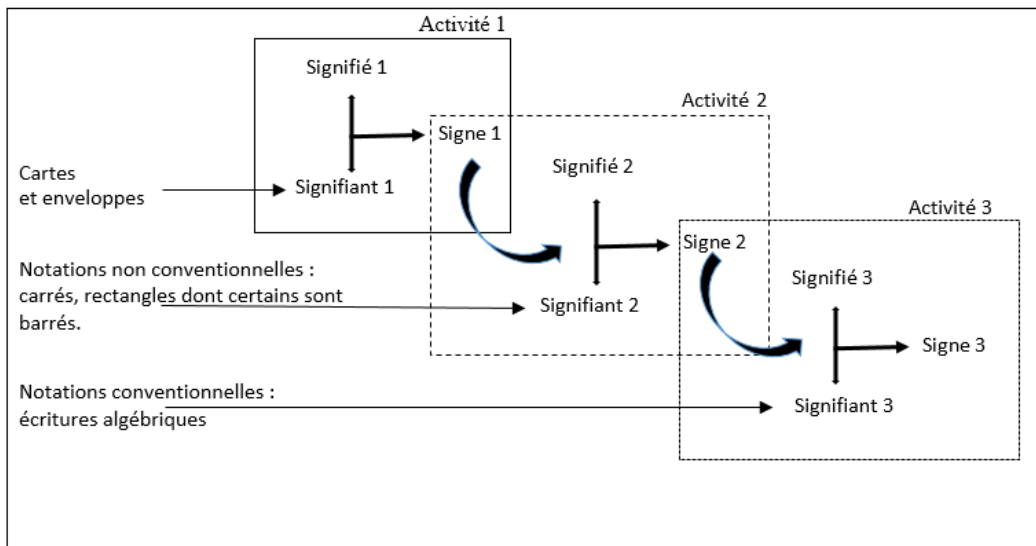 Activité 1
Signifié 1
Activité 2
Signe 1
Signifié 2
Cartes
et enveloppes
Signifiant 1
Activité 3
Signe 2
Notations non conventionnelles :
carrés, rectangles dont certains sont
barrés.
Signifié 3
Signifiant 2
Signe 3
Notations conventionnelles :
écritures algébriques
Signifiant 3